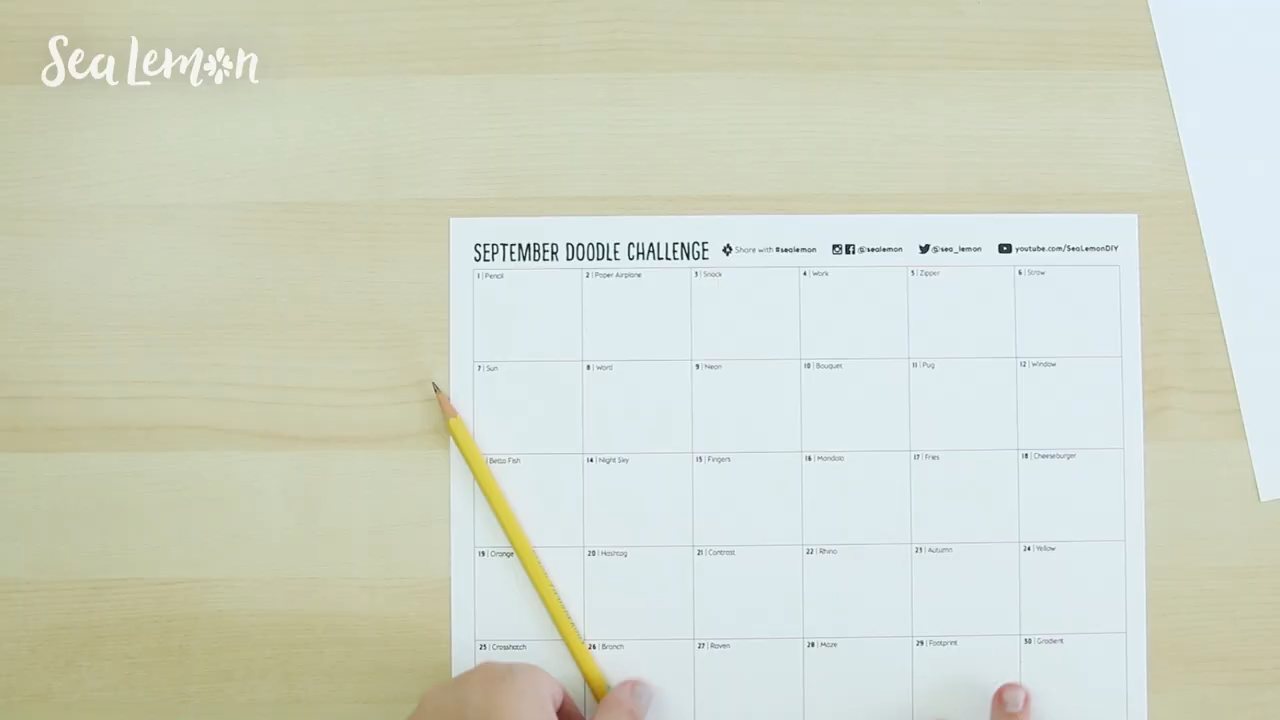 Sea Lemon
SEPTEMBER DOODLE CHALLENGE Share with #sealemon @sealemon @sea_lemon youtube.com/SeaLemonDIY
1 | Pencil 2 | Paper Airplane 3 | Snack 4 | Work 5 | Zipper 6 | Straw
7 | Sun 8 | Word 9 | Neon 10 | Bouquet 11 | Pug 12 | Window
| Betta Fish 14 | Night Sky 15 | Fingers 16 | Mandala 17 | Fries 18 | Cheeseburger
19 | Orange 20 | Hashtag 21 | Contrast 22 | Rhino 23 | Autumn 24 | Yellow
25 | Crosshatch 26 | Branch 27 | Raven 28 | Maze 29 | Footprint 30 | Gradient